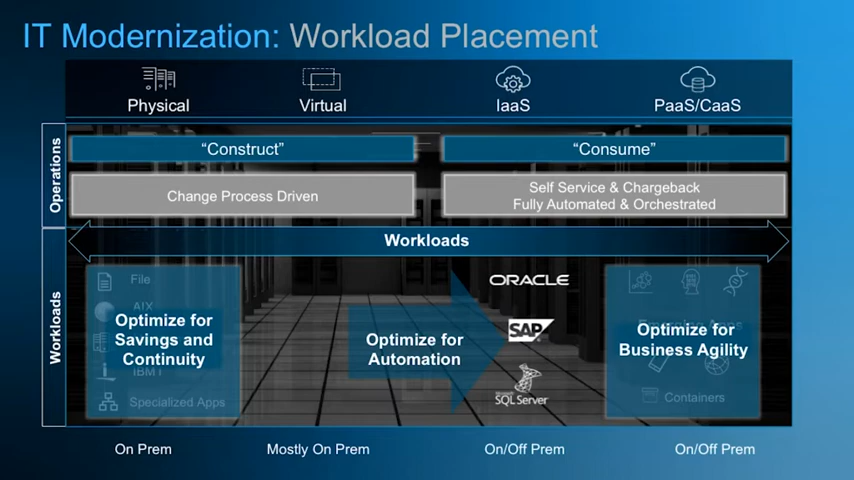 IT Modernization: Workload Placement
Physical
Virtual
IaaS
PaaS/CaaS
Operations
“Construct”
“Consume”
Change Process Driven
Self Service & Chargeback
Fully Automated & Orchestrated
Workloads
Workloads
File
AIX
Optimize for
Savings and
Continuity
IBM i
Specialized Apps
Optimize for
Automation
ORACLE
SAP
SQL Server
Optimize for
Business Agility
Containers
On Prem
Mostly On Prem
On/Off Prem
On/Off Prem